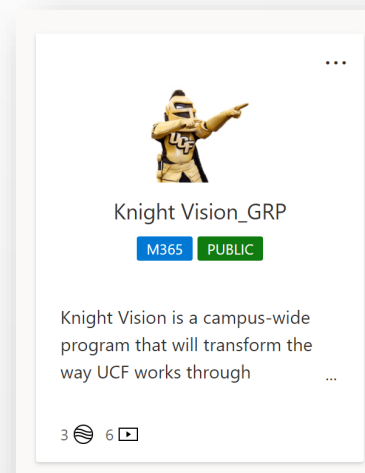 ...
UCF
Knight Vision_GRP
M365 PUBLIC
Knight Vision is a campus-wide
program that will transform the
way UCF works through ...
3 6